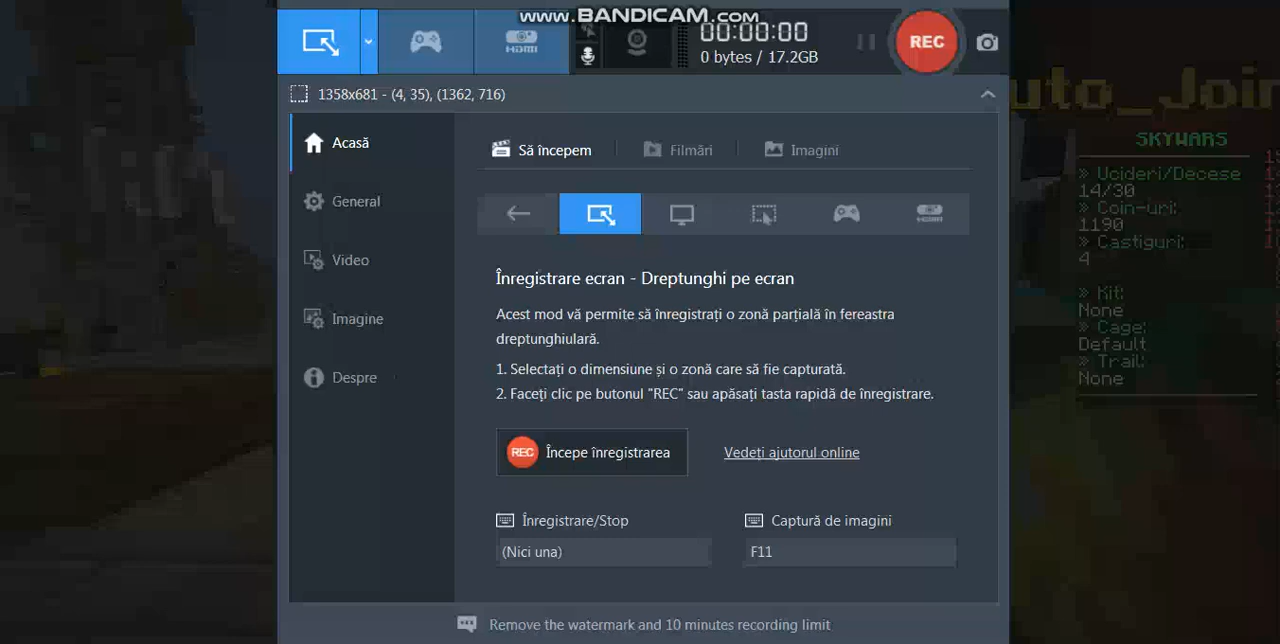 www.BANDICAM.com
HDMI
00:00:00
0 bytes / 17.2GB
REC
1358x681 - (4, 35), (1362, 716)
Acasă
General
Video
Imagine
Despre
Să începem
Filmări
Imagini
HDMI
Înregistrare ecran - Dreptunghi pe ecran
Acest mod vă permite să înregistrați o zonă parțială în fereastra
dreptunghiulară.
1. Selectați o dimensiune și o zonă care să fie capturată.
2. Faceți clic pe butonul "REC" sau apăsați tasta rapidă de înregistrare.
REC Începe înregistrarea
Vedeți ajutorul online
Înregistrare/Stop
(Nici una)
Captură de imagini
F11
Remove the watermark and 10 minutes recording limit
uto_Join
SKYWARS
» Ucideri/Decese
14/30
» Coin-uri:
1190
» Castiguri:
4
» Kit:
None
» Cage:
Default
» Trail:
None